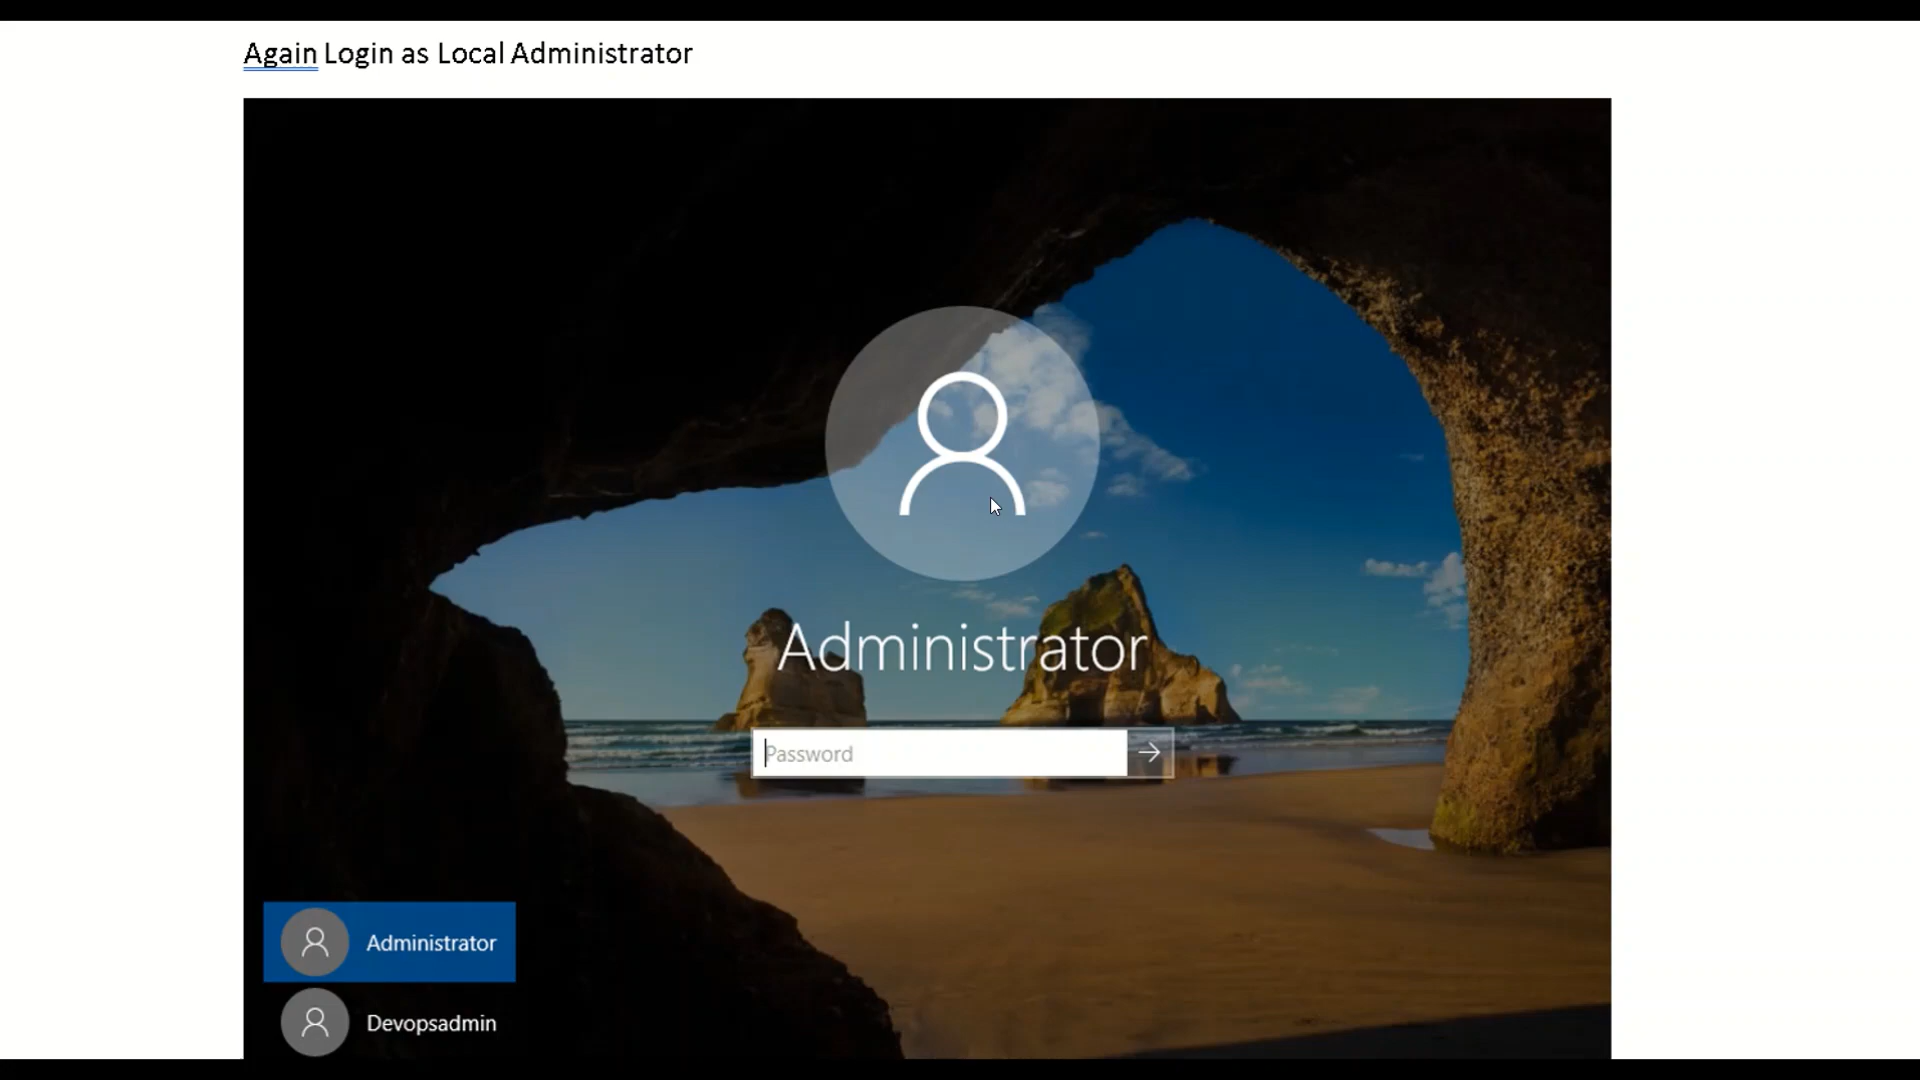 Again Login as Local Administrator
Administrator
Password
Administrator
Devopsadmin